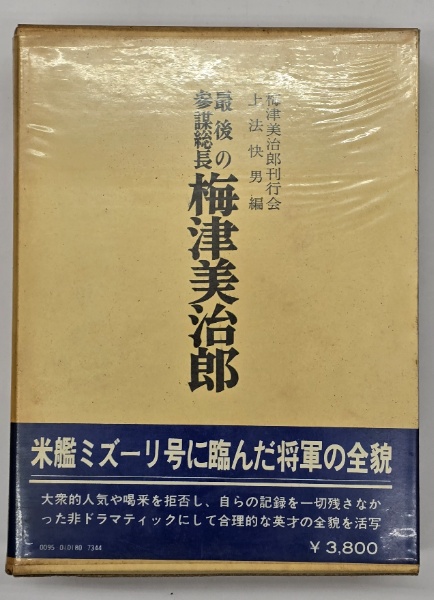 梅津美治郎刊行会
上法快男編
最後の
参謀総長
梅津美治郎
米艦ミズーリ号に臨んだ将軍の全貌
大衆的人気や喝采を拒否し、自らの記録を一切残さなか
った非ドラマティックにして合理的な英才の全貌を活写
¥3,800